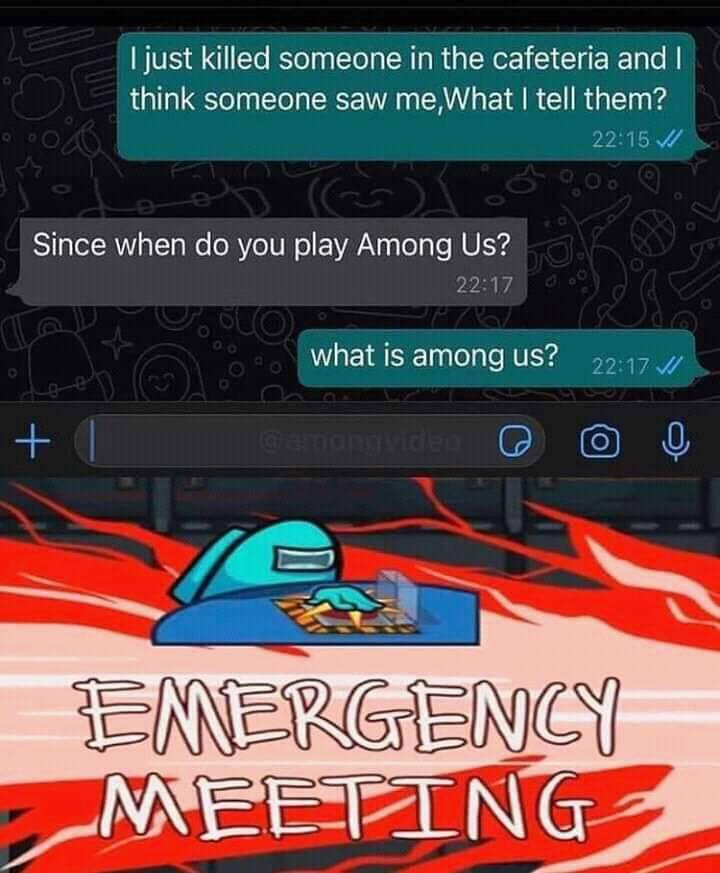 I just killed someone in the cafeteria and I
think someone saw me,What I tell them?
22:15
Since when do you play Among Us?
22:17
what is among us?
22:17
@amongvideo
EMERGENCY
MEETING